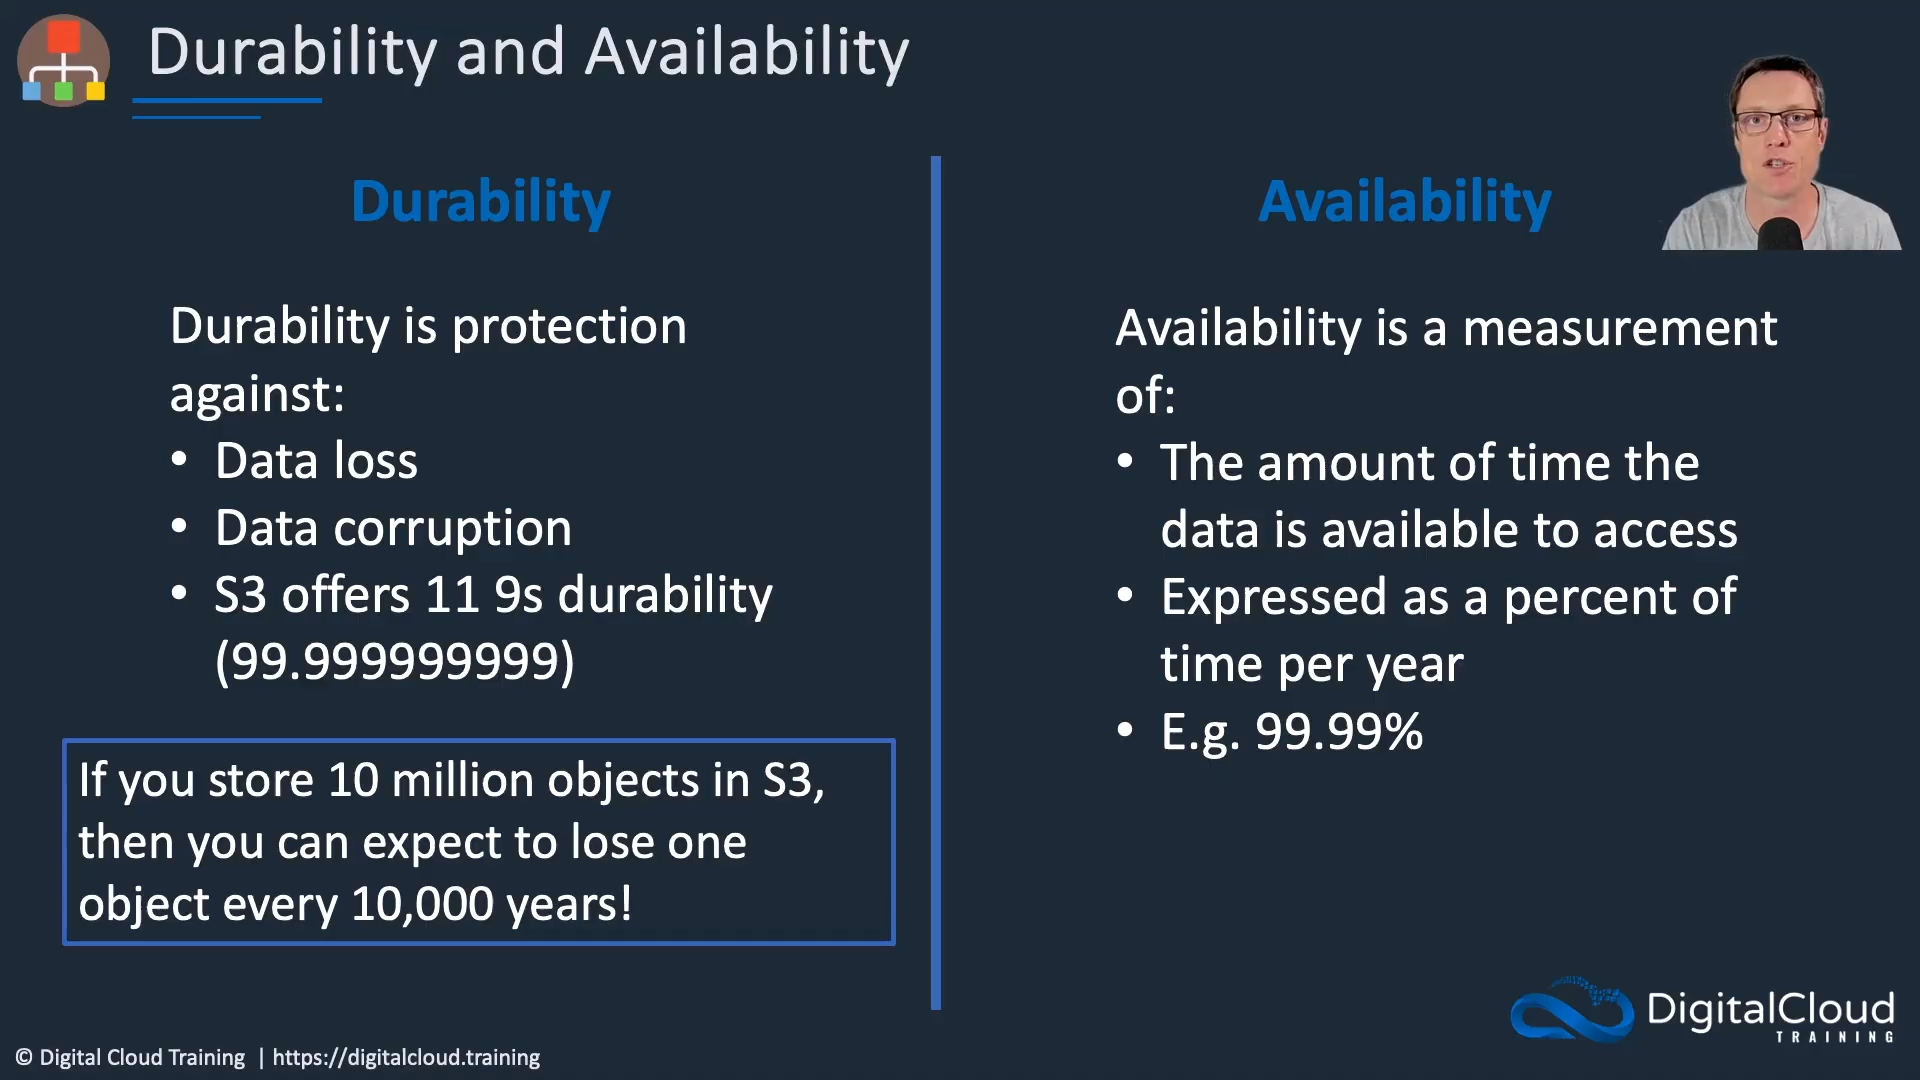 Durability and Availability
Durability
Durability is protection
against:
• Data loss
• Data corruption
• S3 offers 11 9s durability
(99.999999999)
If you store 10 million objects in S3,
then you can expect to lose one
object every 10,000 years!
Availability
Availability is a measurement
of:
• The amount of time the
data is available to access
• Expressed as a percent of
time per year
• E.g. 99.99%
DigitalCloud
TRAINING
© Digital Cloud Training | https://digitalcloud.training